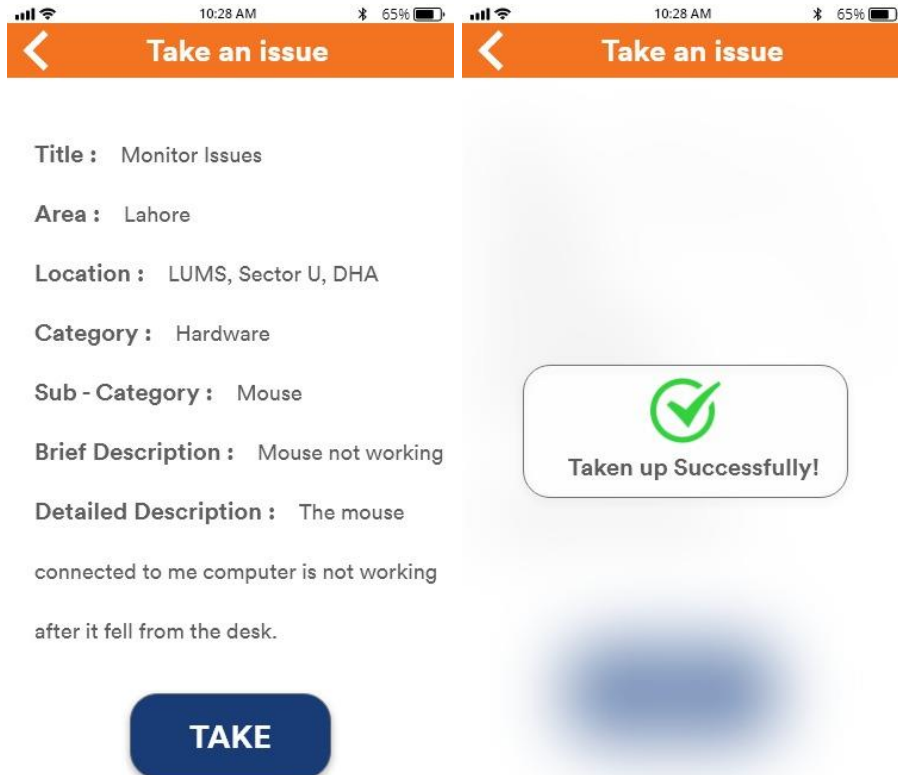 10:28 AM
65%
Take an issue
Title : Monitor Issues
Area : Lahore
Location : LUMS, Sector U, DHA
Category : Hardware
Sub - Category : Mouse
Brief Description : Mouse not working
Detailed Description : The mouse
connected to me computer is not working
after it fell from the desk.
TAKE
10:28 AM
65%
Take an issue
Taken up Successfully!